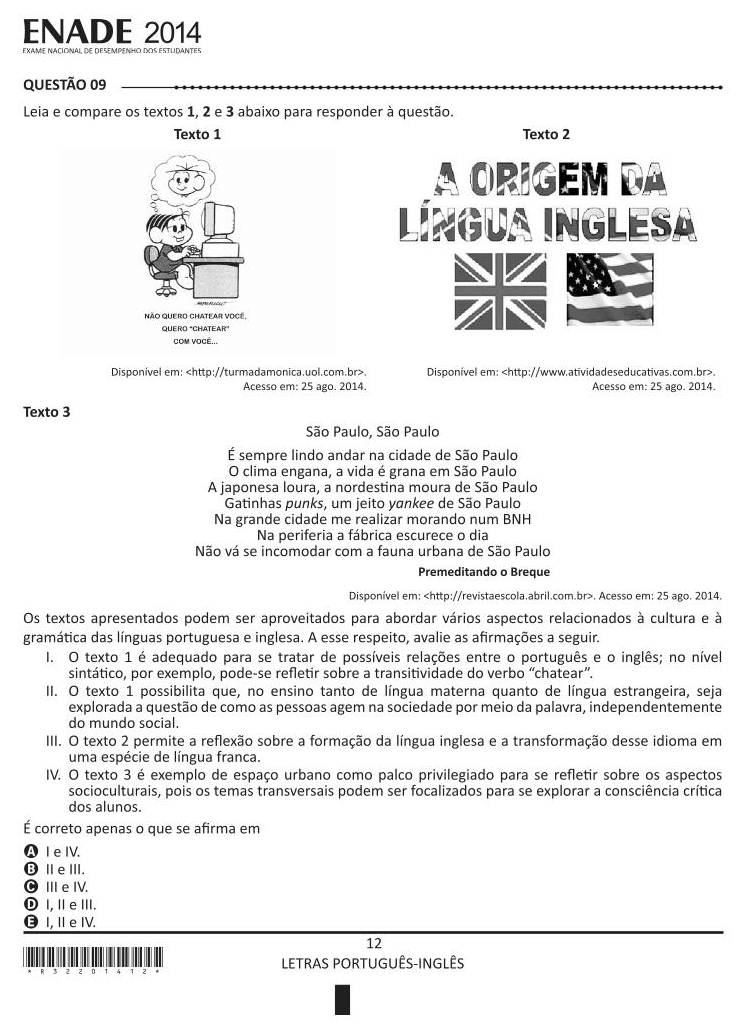 ENADE 2014
EXAME NACIONAL DE DESEMPENHO DOS ESTUDANTES
QUESTÃO 09
Leia e compare os textos 1, 2 e 3 abaixo para responder à questão.
Texto 1
NÃO QUERO CHATEAR VOCÊ,
QUERO "CHATEAR"
COM VOCÊ...
Disponível em: <http://turmadamonica.uol.com.br>.
Acesso em: 25 ago. 2014.
Texto 2
A ORIGEM DA
LÍNGUA INGLESA
Disponível em: <http://www.atividadeseducativas.com.br>.
Acesso em: 25 ago. 2014.
Texto 3
São Paulo, São Paulo
É sempre lindo andar na cidade de São Paulo
O clima engana, a vida é grana em São Paulo
A japonesa loura, a nordestina moura de São Paulo
Gatinhas punks, um jeito yankee de São Paulo
Na grande cidade me realizar morando num BNH
Na periferia a fábrica escurece o dia
Não vá se incomodar com a fauna urbana de São Paulo
Premeditando o Breque
Disponível em: <http://revistaescola.abril.com.br>. Acesso em: 25 ago. 2014.
Os textos apresentados podem ser aproveitados para abordar vários aspectos relacionados à cultura e à
gramática das línguas portuguesa e inglesa. A esse respeito, avalie as afirmações a seguir.
I. O texto 1 é adequado para se tratar de possíveis relações entre o português e o inglês; no nível
sintático, por exemplo, pode-se refletir sobre a transitividade do verbo “chatear”.
II. O texto 1 possibilita que, no ensino tanto de língua materna quanto de língua estrangeira, seja
explorada a questão de como as pessoas agem na sociedade por meio da palavra, independentemente
do mundo social.
III. O texto 2 permite a reflexão sobre a formação da língua inglesa e a transformação desse idioma em
uma espécie de língua franca.
IV. O texto 3 é exemplo de espaço urbano como palco privilegiado para se refletir sobre os aspectos
socioculturais, pois os temas transversais podem ser focalizados para se explorar a consciência crítica
dos alunos.
É correto apenas o que se afirma em
A I e IV.
B II e III.
C III e IV.
D I, II e III.
E I, II e IV.
12
LETRAS PORTUGUÊS-INGLÊS
* R 3 2 2 0 1 4 1 2 *